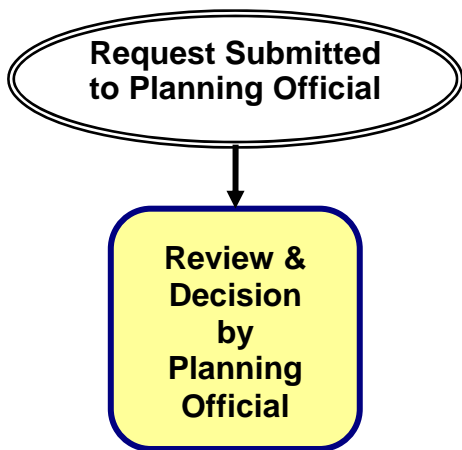 Request Submitted
to Planning Official
Review &
Decision
by
Planning
Official